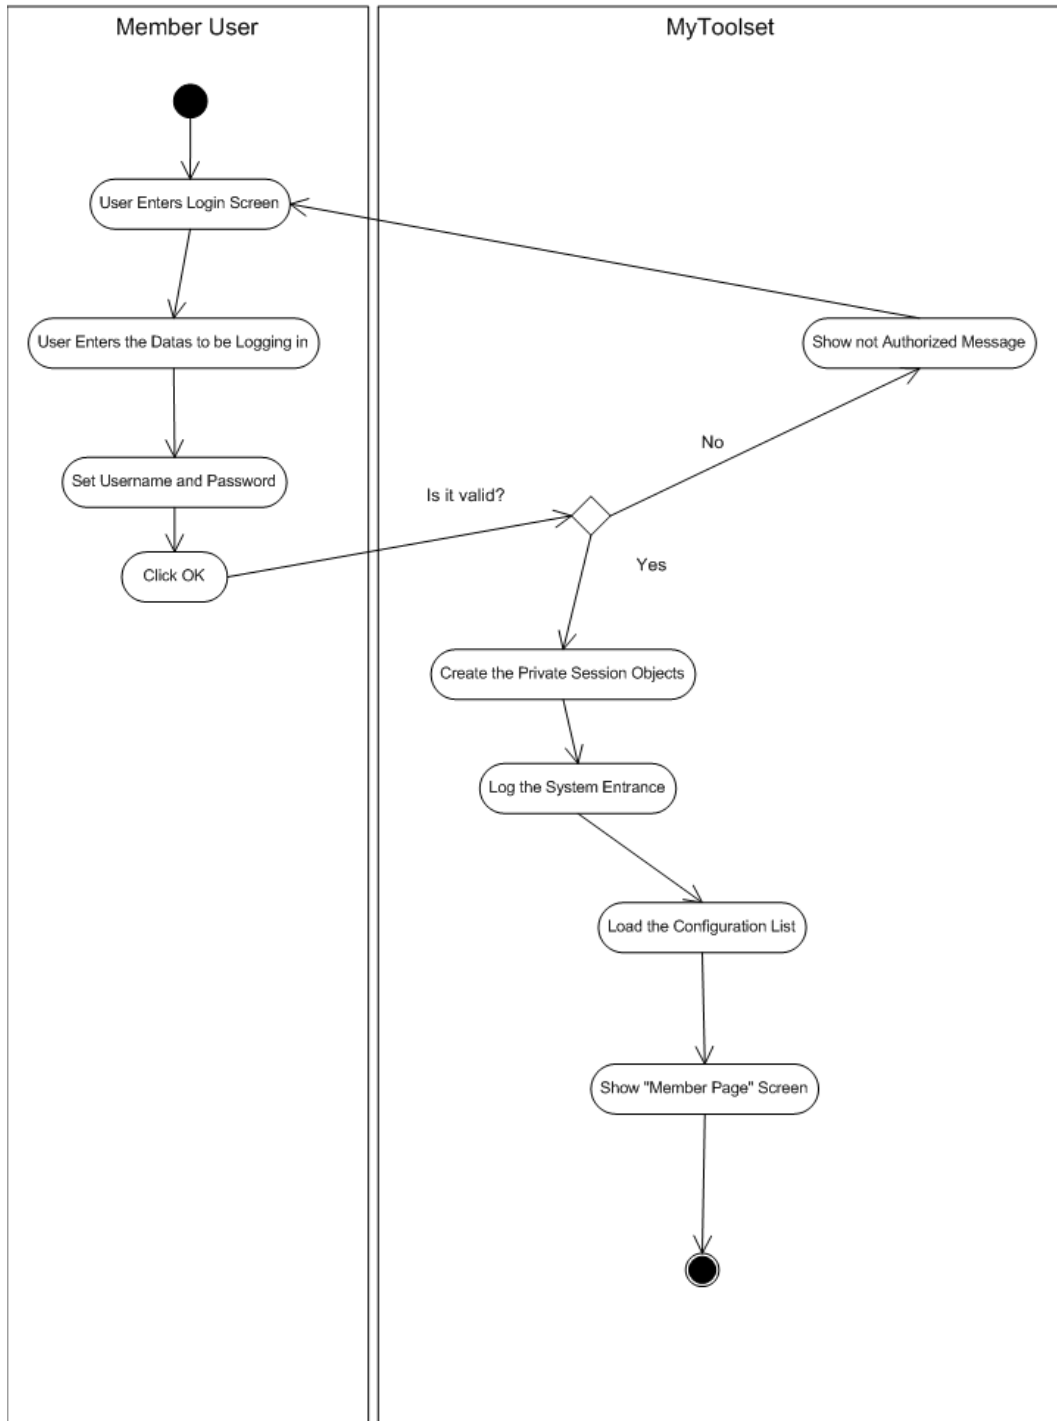 Member User
MyToolset
User Enters Login Screen
User Enters the Datas to be Logging in
Show not Authorized Message
No
Set Username and Password
Is it valid?
Yes
Click OK
Create the Private Session Objects
Log the System Entrance
Load the Configuration List
Show "Member Page" Screen